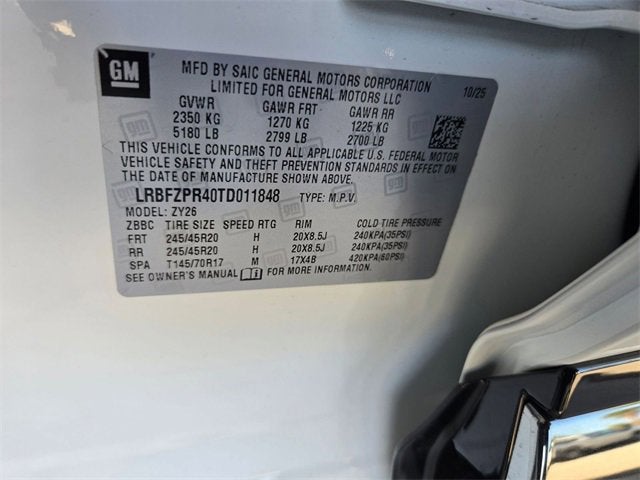 GM
MFD BY SAIC GENERAL MOTORS CORPORATION
LIMITED FOR GENERAL MOTORS LLC
10/25
GVWR GAWR FRT GAWR RR
2350 KG 1270 KG 1225 KG
5180 LB 2799 LB 2700 LB
THIS VEHICLE CONFORMS TO ALL APPLICABLE U.S. FEDERAL MOTOR
VEHICLE SAFETY AND THEFT PREVENTION STANDARDS IN EFFECT ON
THE DATE OF MANUFACTURE SHOWN ABOVE.
LRBFZPR40TD011848 TYPE: M.P.V.
MODEL: ZY26
ZBBC TIRE SIZE SPEED RTG RIM COLD TIRE PRESSURE
FRT 245/45R20 H 20X8.5J 240KPA(35PSI)
RR 245/45R20 H 20X8.5J 240KPA(35PSI)
SPA T145/70R17 M 17X4B 420KPA(60PSI)
SEE OWNER'S MANUAL FOR MORE INFORMATION.